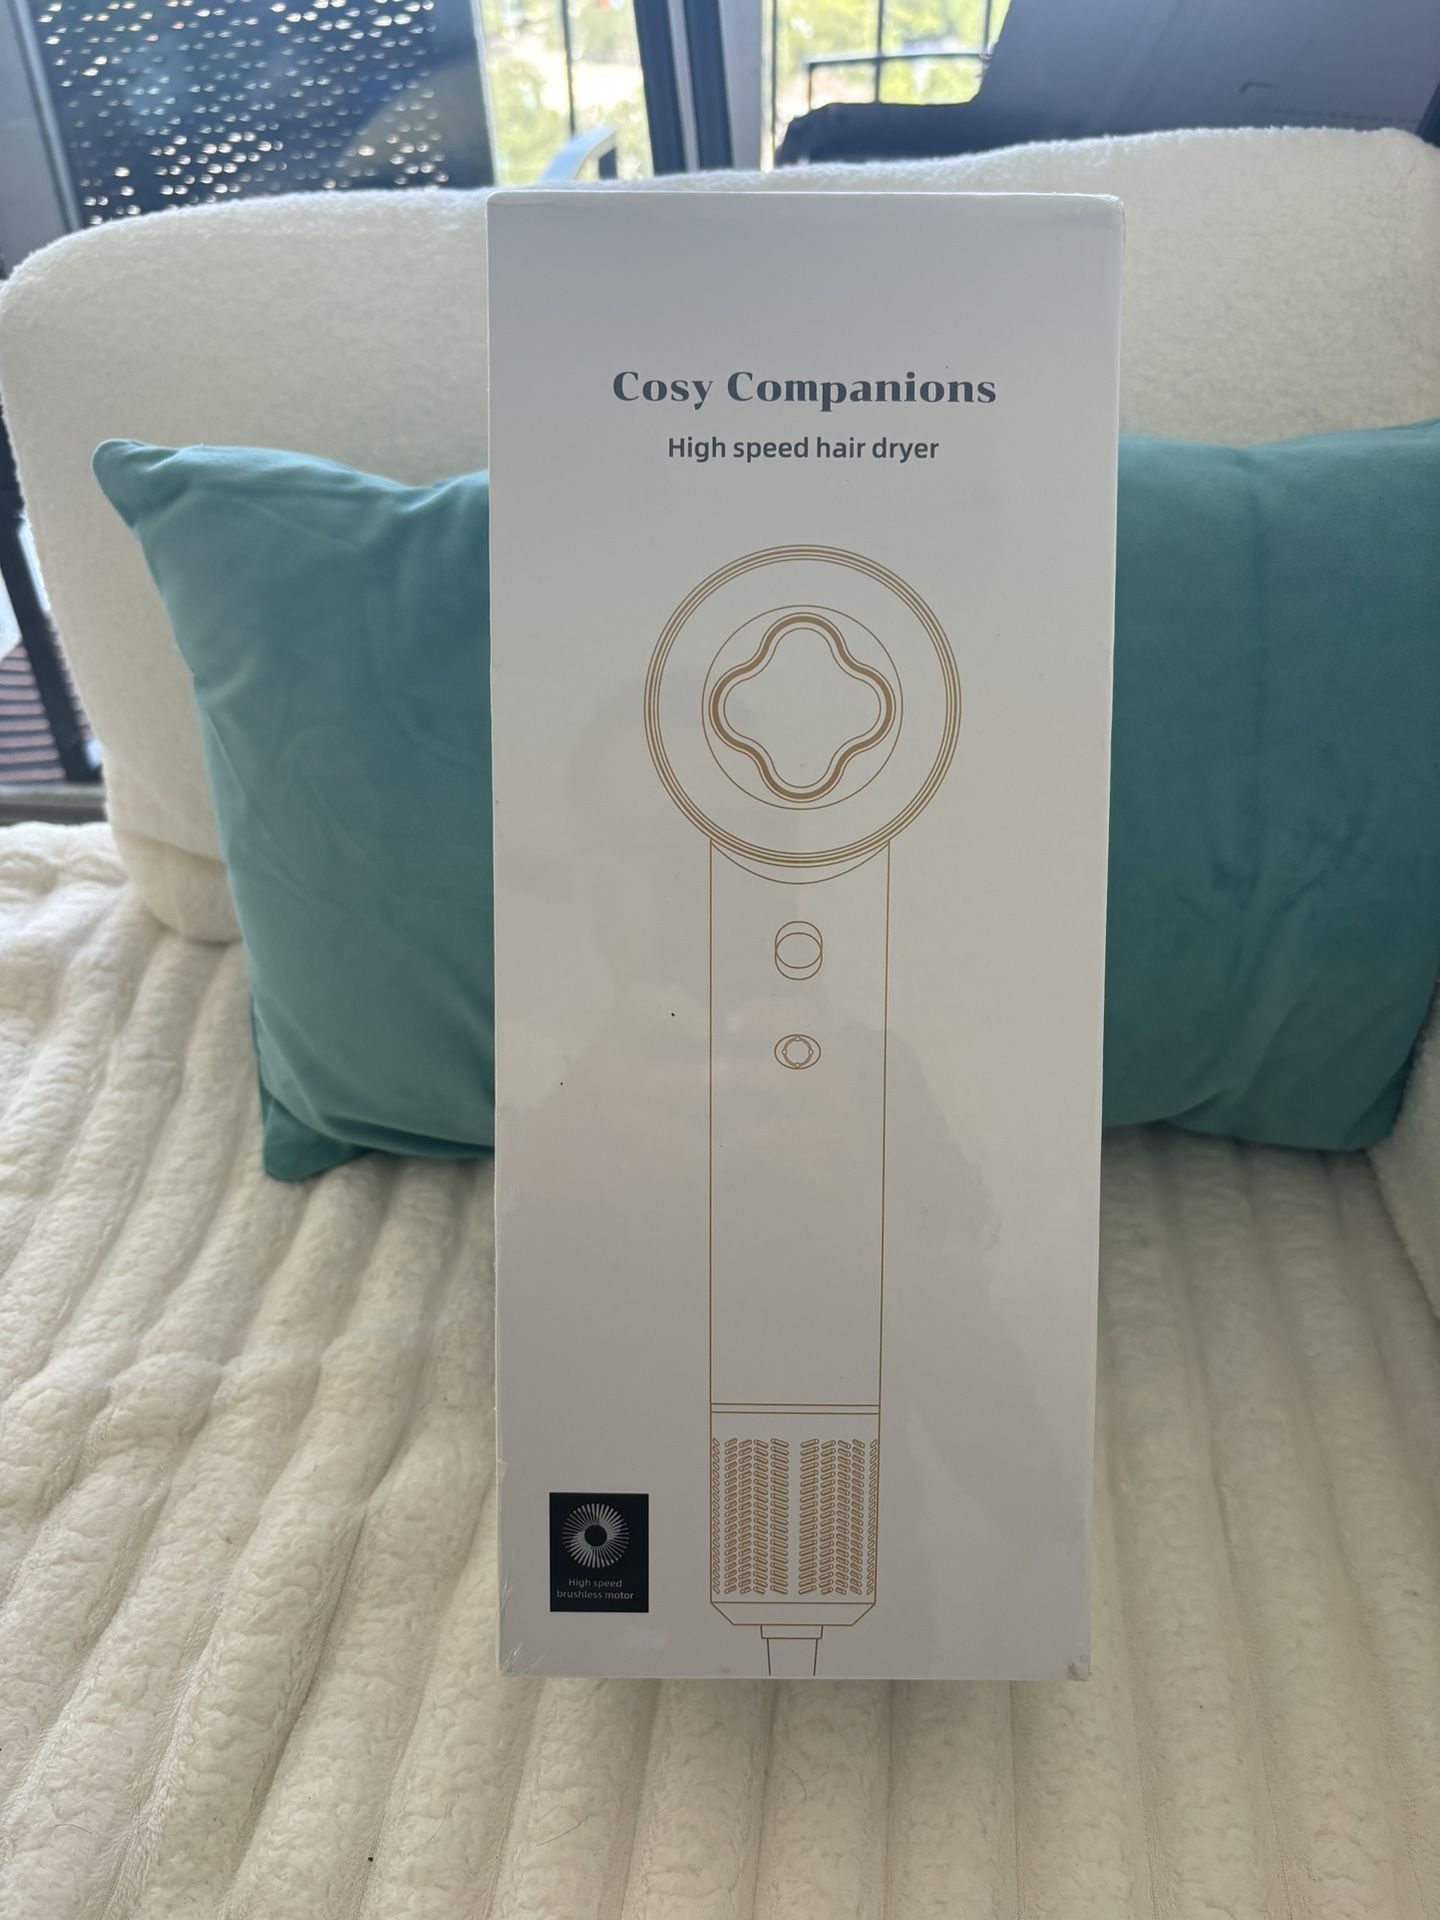 Cosy Companions
High speed hair dryer
High speed
brushless motor